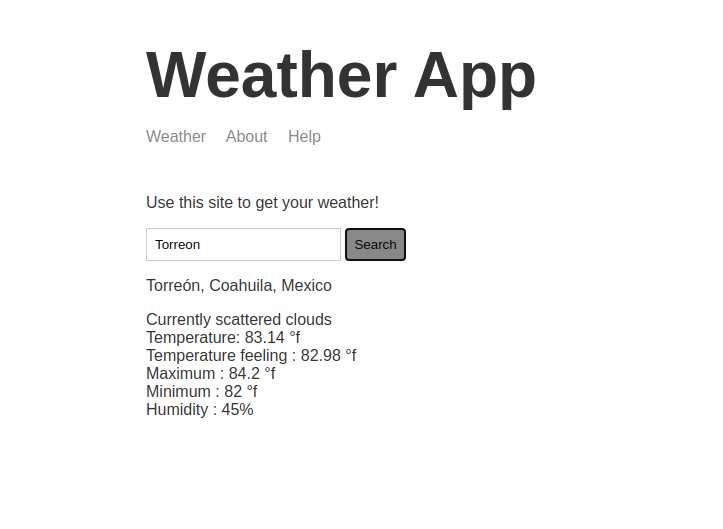 Weather App
Weather About Help
Use this site to get your weather!
Torreon Search
Torreón, Coahuila, Mexico
Currently scattered clouds
Temperature: 83.14 °f
Temperature feeling : 82.98 °f
Maximum : 84.2 °f
Minimum : 82 °f
Humidity : 45%